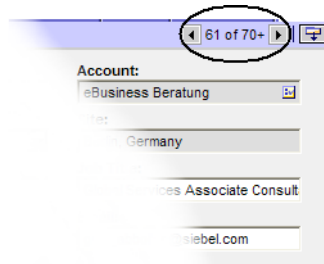 61 of 70+
Account:
eBusiness Beratung
Germany
Associate Consult
siebel.com